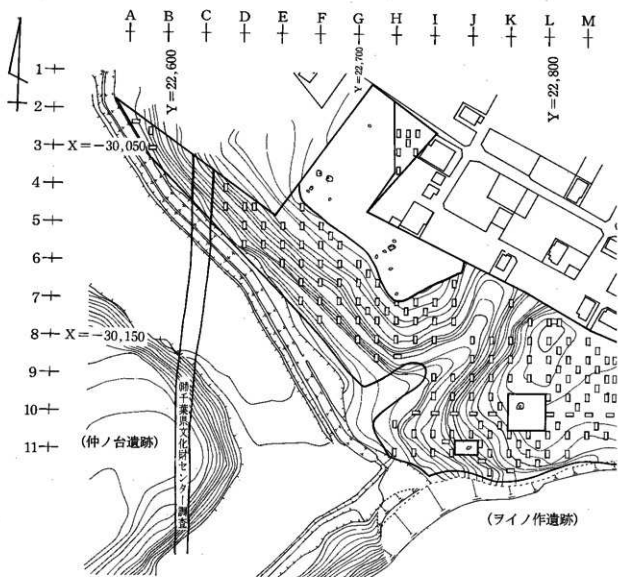 A B C D E F G H I J K L M
Y=22,600
Y=22,700
Y=22,800
1
2
3 X=-30,050
4
5
6
7
8 X=-30,150
9
10
11
(仲ノ台遺跡)
㈶千葉県文化財センター調査
(ヲイノ作遺跡)